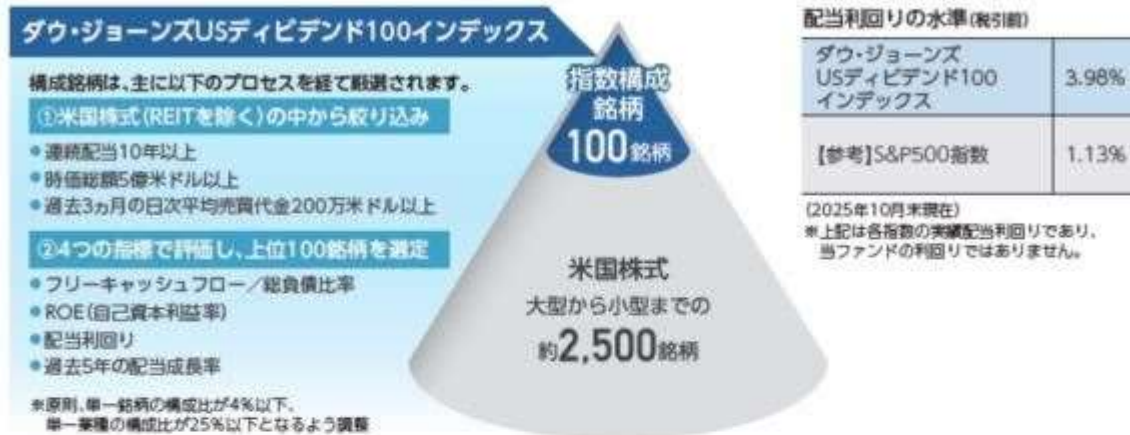 ダウ・ジョーンズUSディビデンド100インデックス
構成銘柄は、主に以下のプロセスを経て厳選されます。
①米国株式(REITを除く)の中から絞り込み
●連続配当10年以上
●時価総額5億米ドル以上
●過去3ヵ月の日次平均売買代金200万米ドル以上
②4つの指標で評価し、上位100銘柄を選定
●フリーキャッシュフロー／総負債比率
●ROE(自己資本利益率)
●配当利回り
●過去5年の配当成長率
※原則、単一銘柄の構成比が4%以下、
単一業種の構成比が25%以下となるよう調整
指数構成
銘柄
100銘柄
米国株式
大型から小型までの
約2,500銘柄
配当利回りの水準(税引前)
ダウ・ジョーンズ
USディビデンド100
インデックス
3.98%
【参考】S&P500指数
1.13%
(2025年10月末現在)
※上記は各指数の実績配当利回りであり、
当ファンドの利回りではありません。